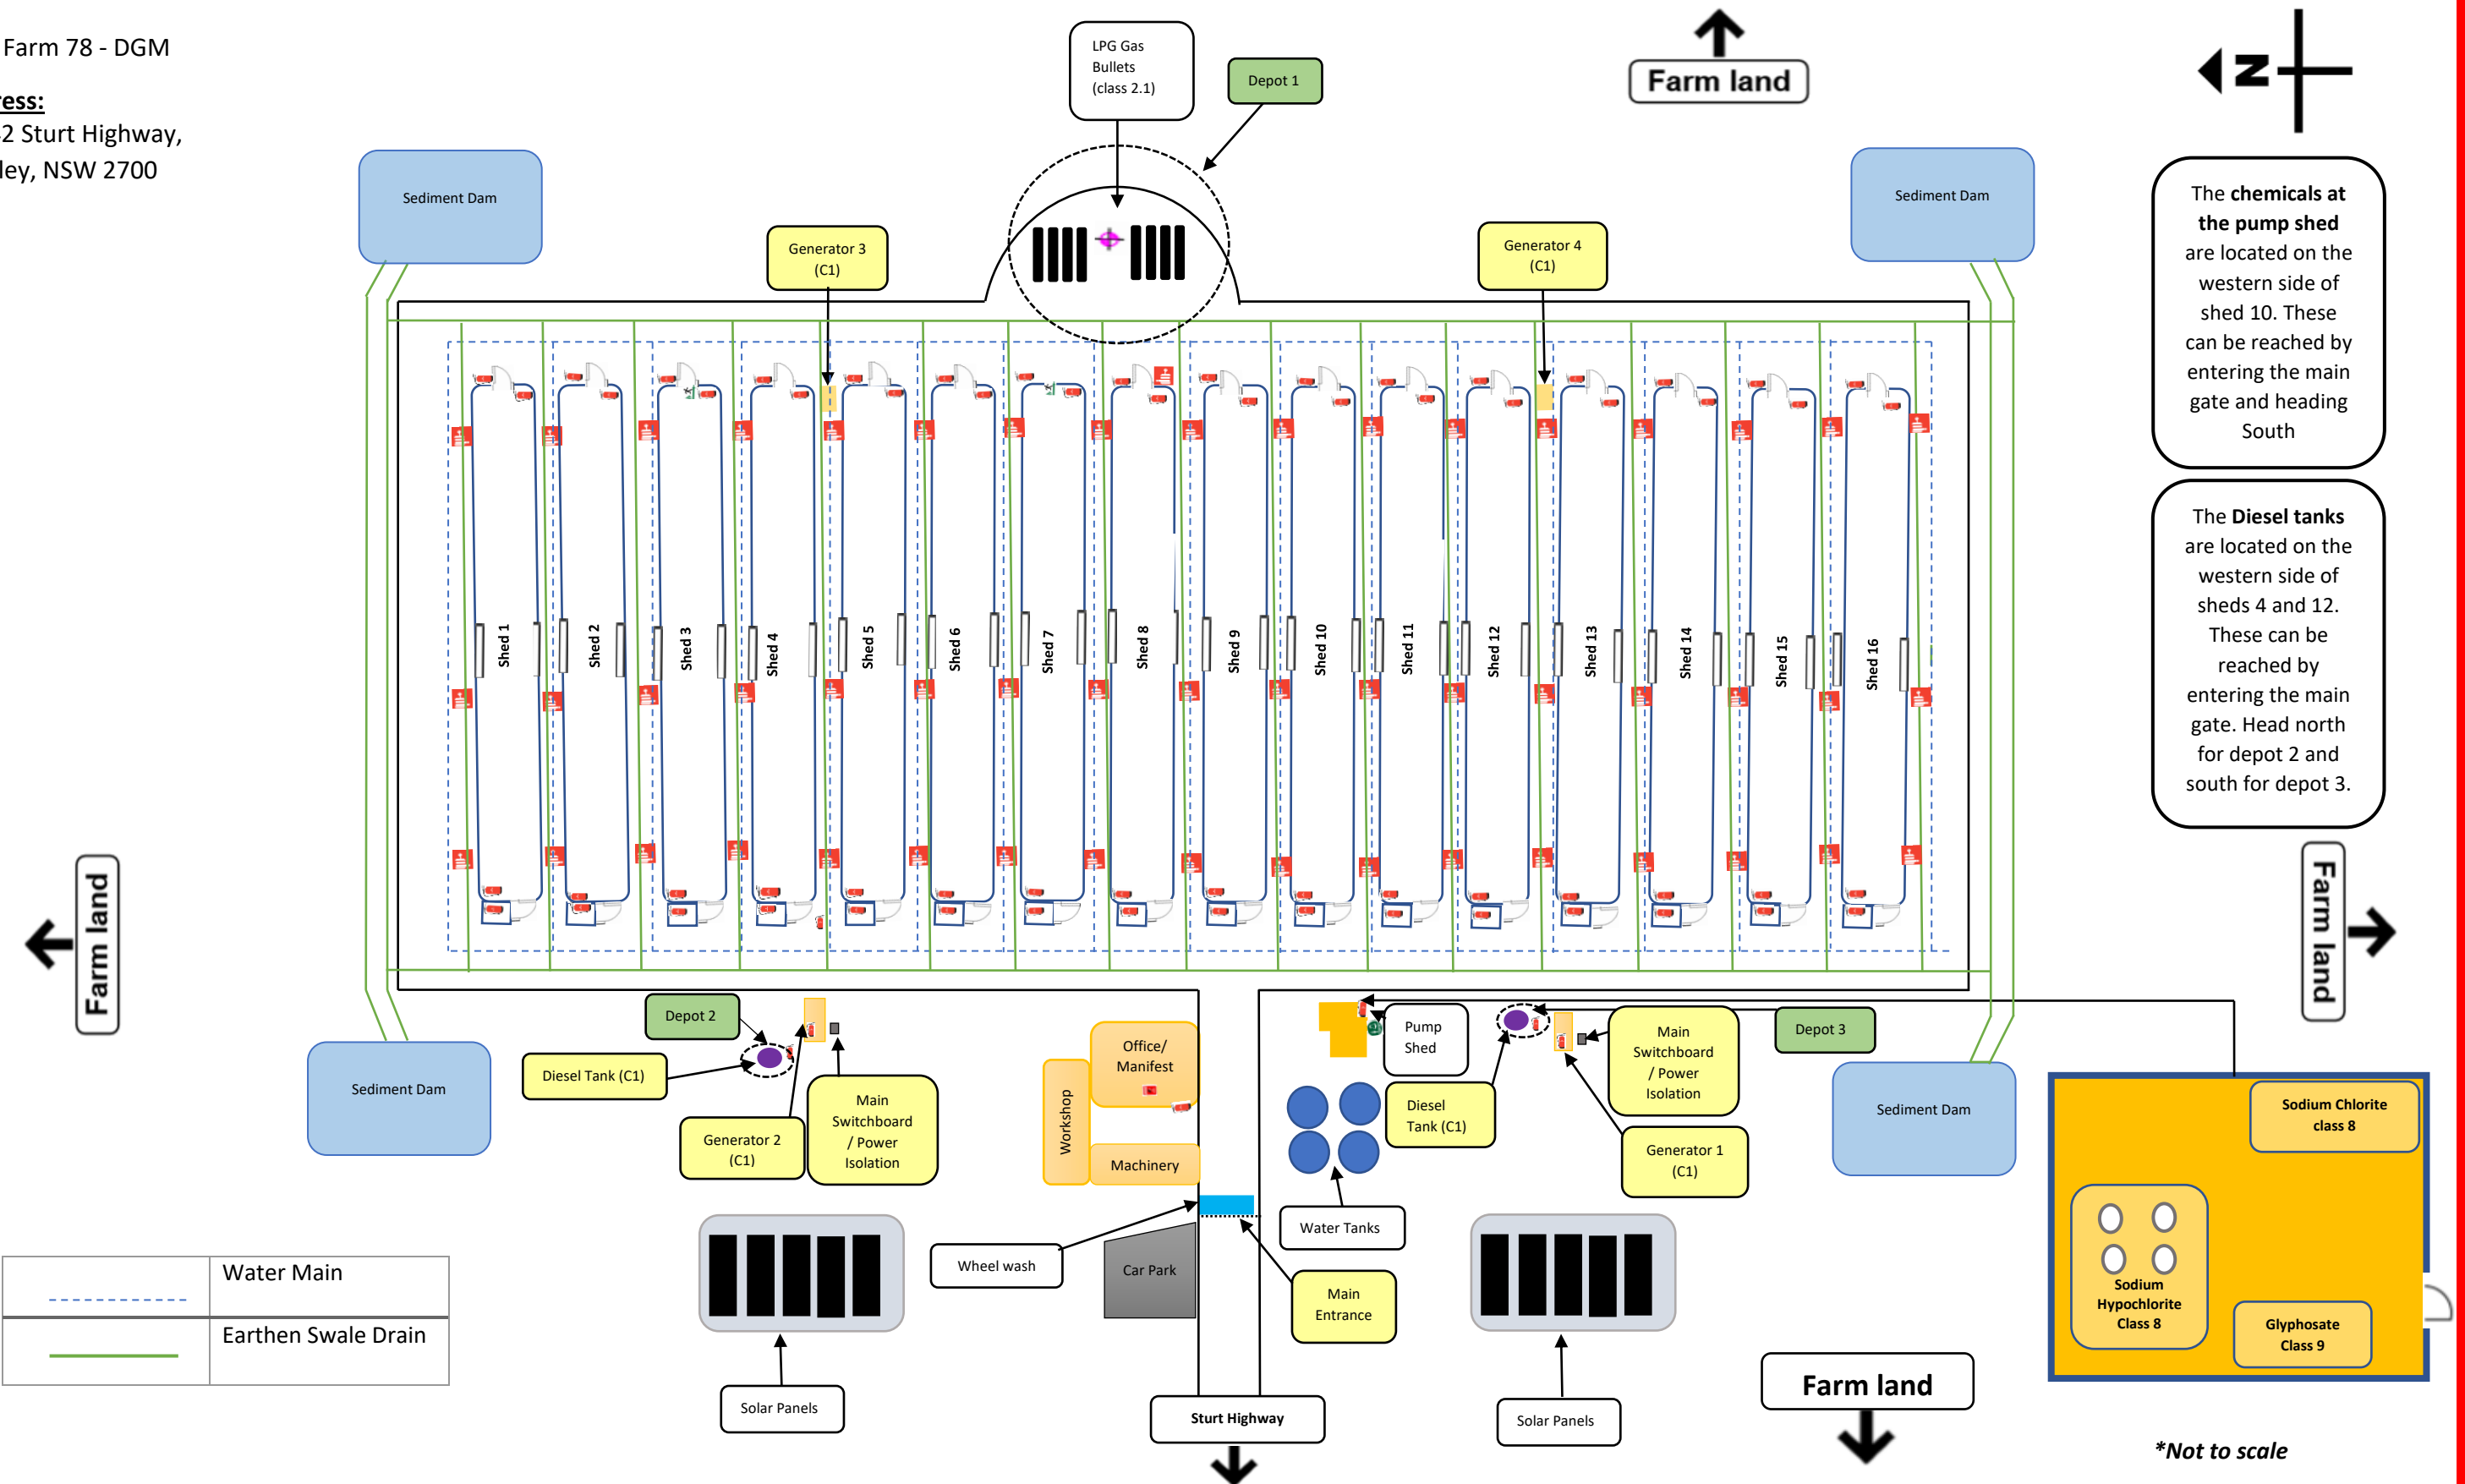 Farm 78 - DGM
ress:
42 Sturt Highway,
ley, NSW 2700
LPG Gas
Bullets
(class 2.1)
Depot 1
Farm land
N
Sediment Dam
Generator 3
(C1)
Generator 4
(C1)
Sediment Dam
The chemicals at
the pump shed
are located on the
western side of
shed 10. These
can be reached by
entering the main
gate and heading
South
The Diesel tanks
are located on the
western side of
sheds 4 and 12.
These can be
reached by
entering the main
gate. Head north
for depot 2 and
south for depot 3.
Shed 1
Shed 2
Shed 3
Shed 4
Shed 5
Shed 6
Shed 7
Shed 8
Shed 9
Shed 10
Shed 11
Shed 12
Shed 13
Shed 14
Shed 15
Shed 16
Farm land
Farm land
Sediment Dam
Depot 2
Diesel Tank (C1)
Generator 2
(C1)
Main
Switchboard
/ Power
Isolation
Workshop
Office/
Manifest
Machinery
Pump
Shed
Diesel
Tank (C1)
Main
Switchboard
/ Power
Isolation
Depot 3
Generator 1
(C1)
Sediment Dam
Sodium Chlorite
class 8
Sodium
Hypochlorite
Class 8
Glyphosate
Class 9
Water Tanks
Wheel wash
Car Park
Main
Entrance
Water Main
Earthen Swale Drain
Solar Panels
Sturt Highway
Solar Panels
Farm land
*Not to scale